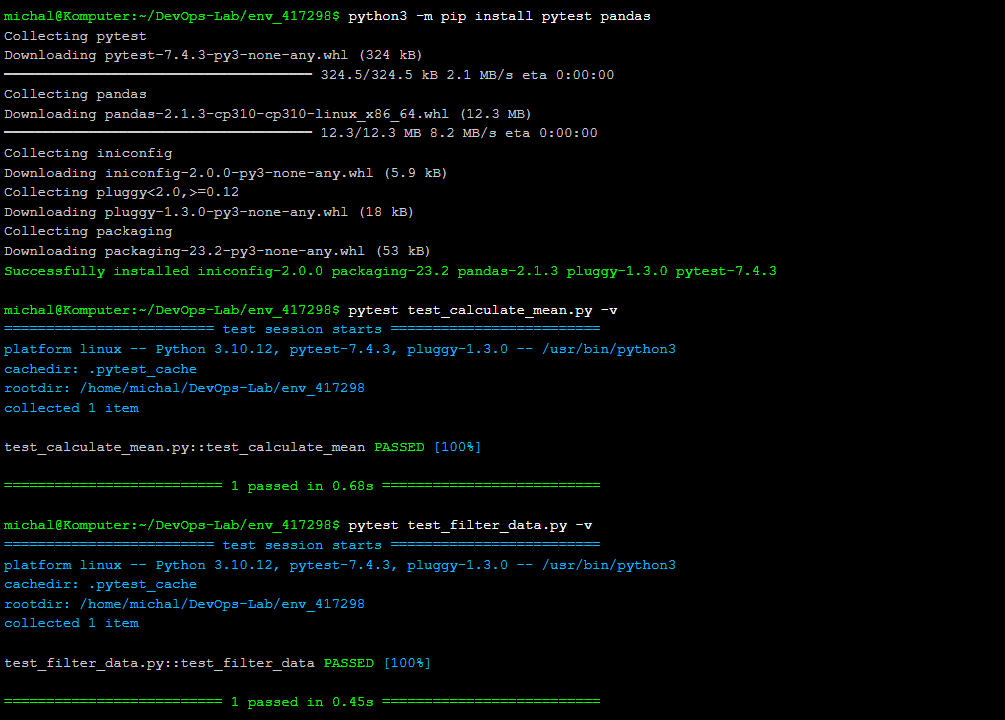 michal@Komputer:~/DevOps-Lab/env_417298$ python3 -m pip install pytest pandas
Collecting pytest
Downloading pytest-7.4.3-py3-none-any.whl (324 kB)
━━━━━━━━━━━━━━━━━━━━━━━━━━━━━━━━━━━━━ 324.5/324.5 kB 2.1 MB/s eta 0:00:00
Collecting pandas
Downloading pandas-2.1.3-cp310-cp310-linux_x86_64.whl (12.3 MB)
━━━━━━━━━━━━━━━━━━━━━━━━━━━━━━━━━━━━━ 12.3/12.3 MB 8.2 MB/s eta 0:00:00
Collecting iniconfig
Downloading iniconfig-2.0.0-py3-none-any.whl (5.9 kB)
Collecting pluggy<2.0,>=0.12
Downloading pluggy-1.3.0-py3-none-any.whl (18 kB)
Collecting packaging
Downloading packaging-23.2-py3-none-any.whl (53 kB)
Successfully installed iniconfig-2.0.0 packaging-23.2 pandas-2.1.3 pluggy-1.3.0 pytest-7.4.3
michal@Komputer:~/DevOps-Lab/env_417298$ pytest test_calculate_mean.py -v
========================= test session starts =========================
platform linux -- Python 3.10.12, pytest-7.4.3, pluggy-1.3.0 -- /usr/bin/python3
cachedir: .pytest_cache
rootdir: /home/michal/DevOps-Lab/env_417298
collected 1 item
test_calculate_mean.py::test_calculate_mean PASSED [100%]
========================== 1 passed in 0.68s ==========================
michal@Komputer:~/DevOps-Lab/env_417298$ pytest test_filter_data.py -v
========================= test session starts =========================
platform linux -- Python 3.10.12, pytest-7.4.3, pluggy-1.3.0 -- /usr/bin/python3
cachedir: .pytest_cache
rootdir: /home/michal/DevOps-Lab/env_417298
collected 1 item
test_filter_data.py::test_filter_data PASSED [100%]
========================== 1 passed in 0.45s ==========================